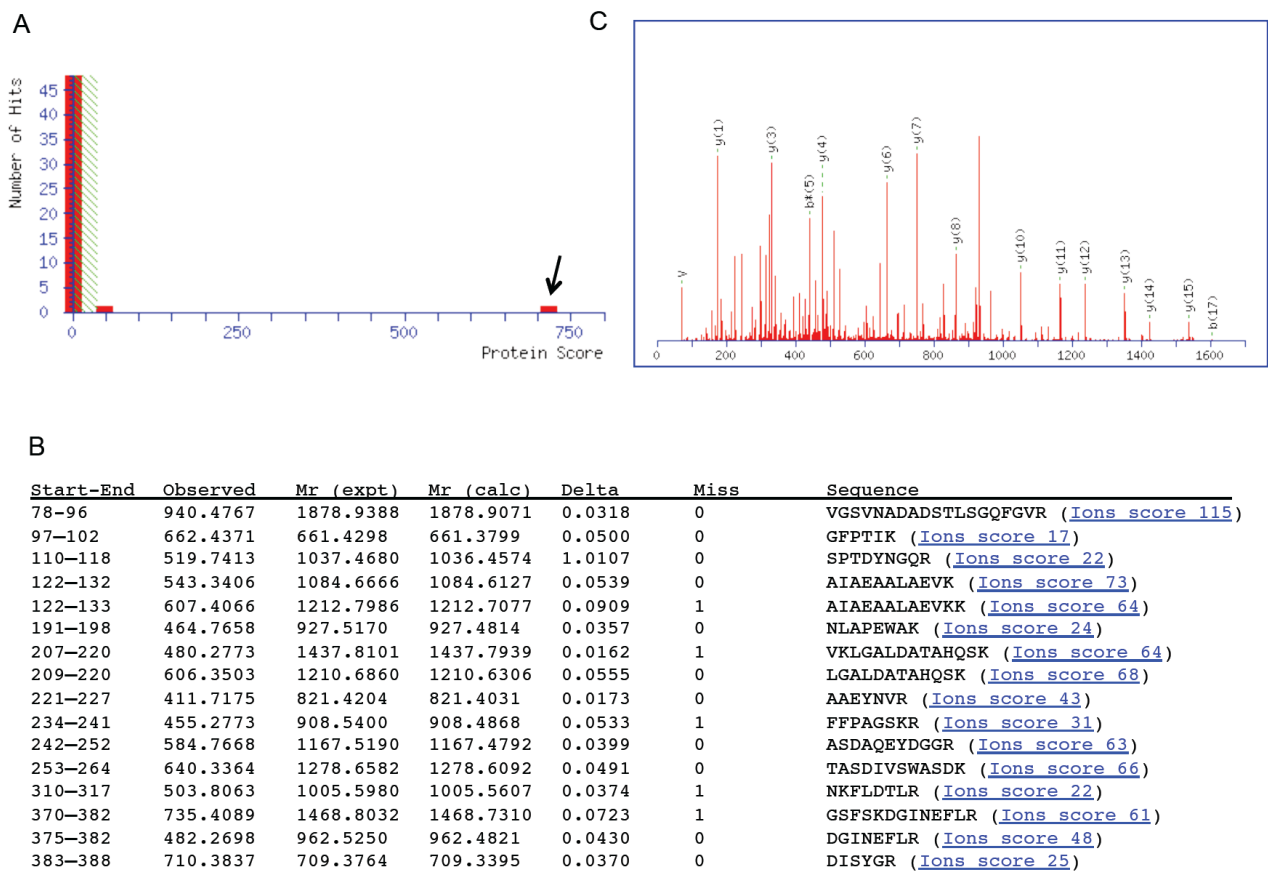 A
Number of Hits
45
40
35
30
25
20
15
10
5
0
0 250 500 750
Protein Score
C
V
y(1)
y(3)
b*(5)
y(4)
y(6)
y(7)
y(8)
y(10)
y(11)
y(12)
y(13)
y(14)
y(15)
b(17)
0 200 400 600 800 1000 1200 1400 1600
B
Start-End Observed Mr (expt) Mr (calc) Delta Miss Sequence
78-96 940.4767 1878.9388 1878.9071 0.0318 0 VGSVNADADSTLSGQFGVR (Ions score 115)
97–102 662.4371 661.4298 661.3799 0.0500 0 GFPTIK (Ions score 17)
110–118 519.7413 1037.4680 1036.4574 1.0107 0 SPTDYNGQR (Ions score 22)
122–132 543.3406 1084.6666 1084.6127 0.0539 0 AIAEAALAEVK (Ions score 73)
122–133 607.4066 1212.7986 1212.7077 0.0909 1 AIAEAALAEVKK (Ions score 64)
191–198 464.7658 927.5170 927.4814 0.0357 0 NLAPEWAK (Ions score 24)
207–220 480.2773 1437.8101 1437.7939 0.0162 1 VKLGALDATAHQSK (Ions score 64)
209–220 606.3503 1210.6860 1210.6306 0.0555 0 LGALDATAHQSK (Ions score 68)
221–227 411.7175 821.4204 821.4031 0.0173 0 AAEYNVR (Ions score 43)
234–241 455.2773 908.5400 908.4868 0.0533 1 FFPAGSKR (Ions score 31)
242–252 584.7668 1167.5190 1167.4792 0.0399 0 ASDAQEYDGGR (Ions score 63)
253–264 640.3364 1278.6582 1278.6092 0.0491 0 TASDIVSWASDK (Ions score 66)
310–317 503.8063 1005.5980 1005.5607 0.0374 1 NKFLDTLR (Ions score 22)
370–382 735.4089 1468.8032 1468.7310 0.0723 1 GSFSKDGINEFLR (Ions score 61)
375–382 482.2698 962.5250 962.4821 0.0430 0 DGINEFLR (Ions score 48)
383–388 710.3837 709.3764 709.3395 0.0370 0 DISYGR (Ions score 25)